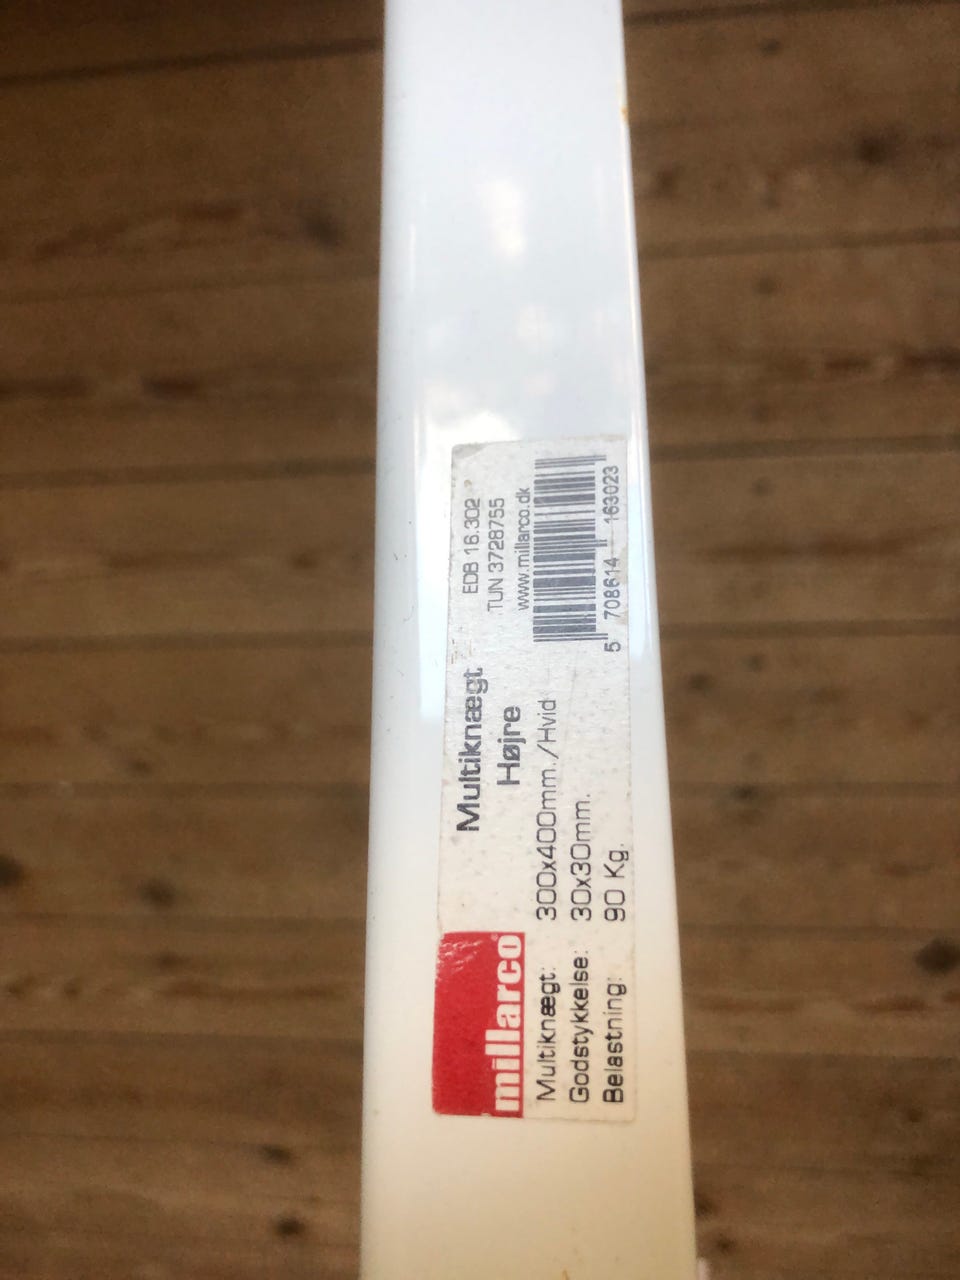 Multiknægt
Højre
EDB 16.302
TUN 3728755
www.millarco.dk
millarco
Multiknægt: 300x400mm./Hvid
Godstykkelse: 30x30mm.
Belastning: 90 Kg.
5 708614 163023